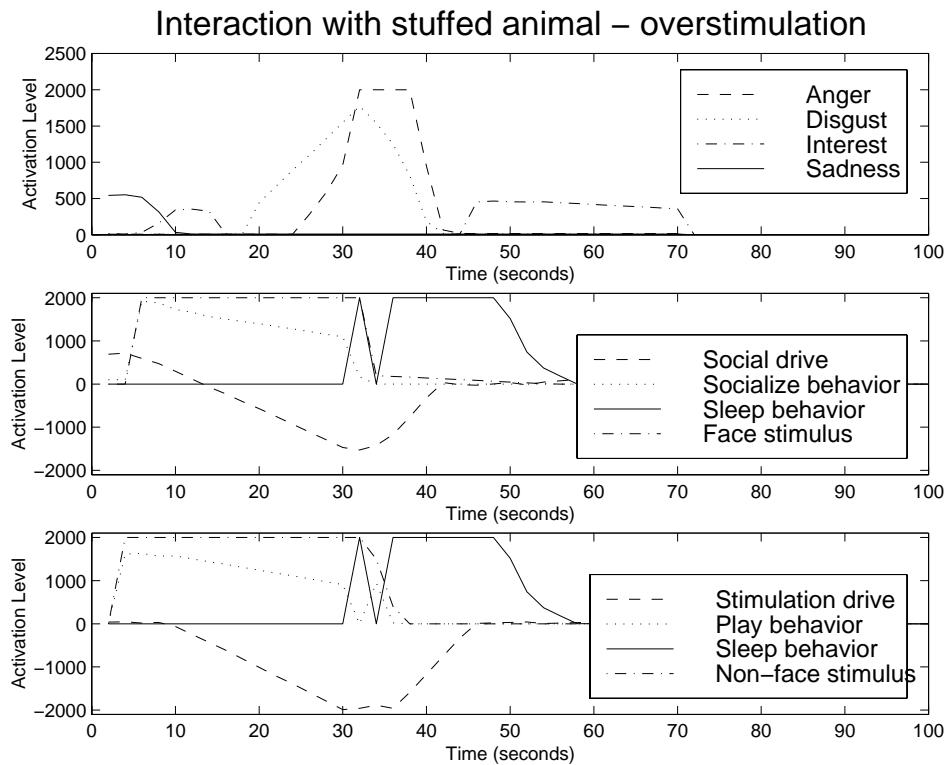 Interaction with stuffed animal – overstimulation
2500
2000
1500
1000
500
0
Activation Level
0 10 20 30 40 50 60 70 80 90 100
Time (seconds)
Anger
Disgust
Interest
Sadness
2000
1000
0
−1000
−2000
Activation Level
0 10 20 30 40 50 60 70 80 90 100
Time (seconds)
Social drive
Socialize behavior
Sleep behavior
Face stimulus
2000
1000
0
−1000
−2000
Activation Level
0 10 20 30 40 50 60 70 80 90 100
Time (seconds)
Stimulation drive
Play behavior
Sleep behavior
Non−face stimulus